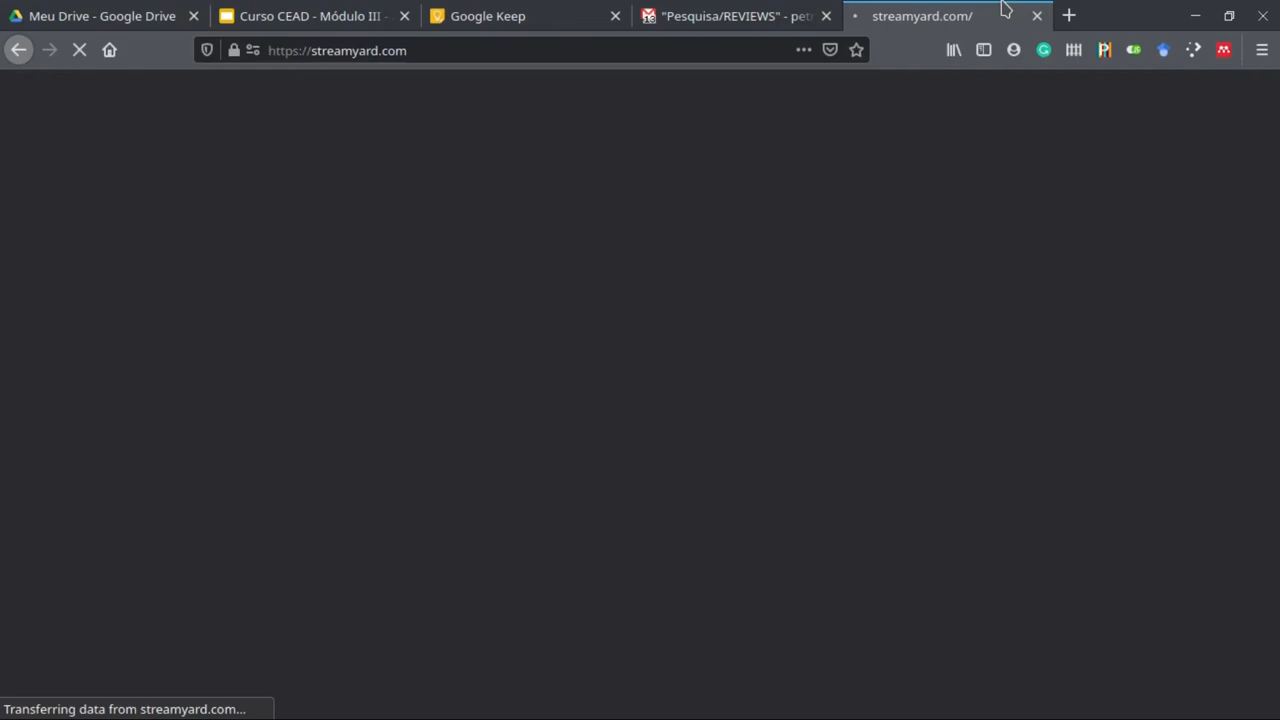 Meu Drive - Google Drive
Curso CEAD - Módulo III -
Google Keep
"Pesquisa/REVIEWS" - petr
streamyard.com/
https://streamyard.com
Transferring data from streamyard.com...